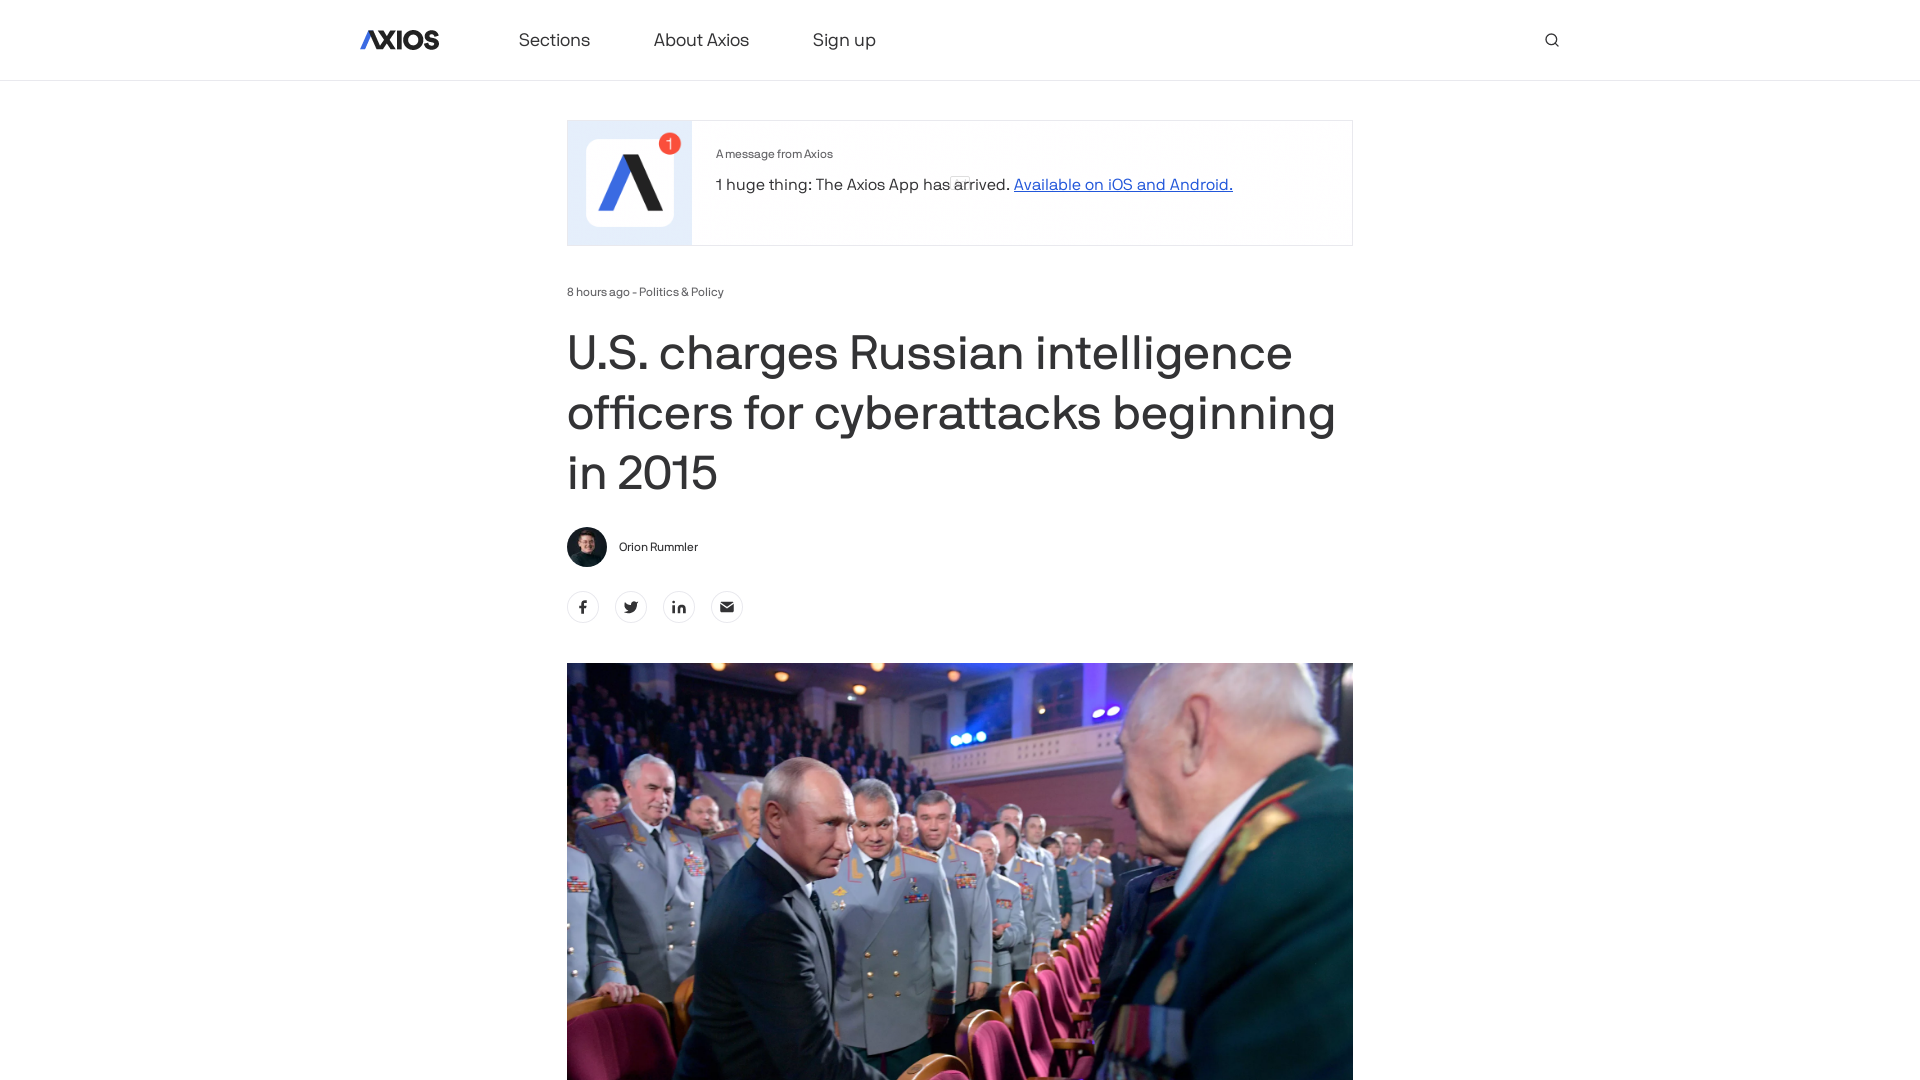 AXIOS
Sections
About Axios
Sign up
1
A message from Axios
1 huge thing: The Axios App has arrived. Available on iOS and Android.
8 hours ago - Politics & Policy
U.S. charges Russian intelligence
officers for cyberattacks beginning
in 2015
Orion Rummler